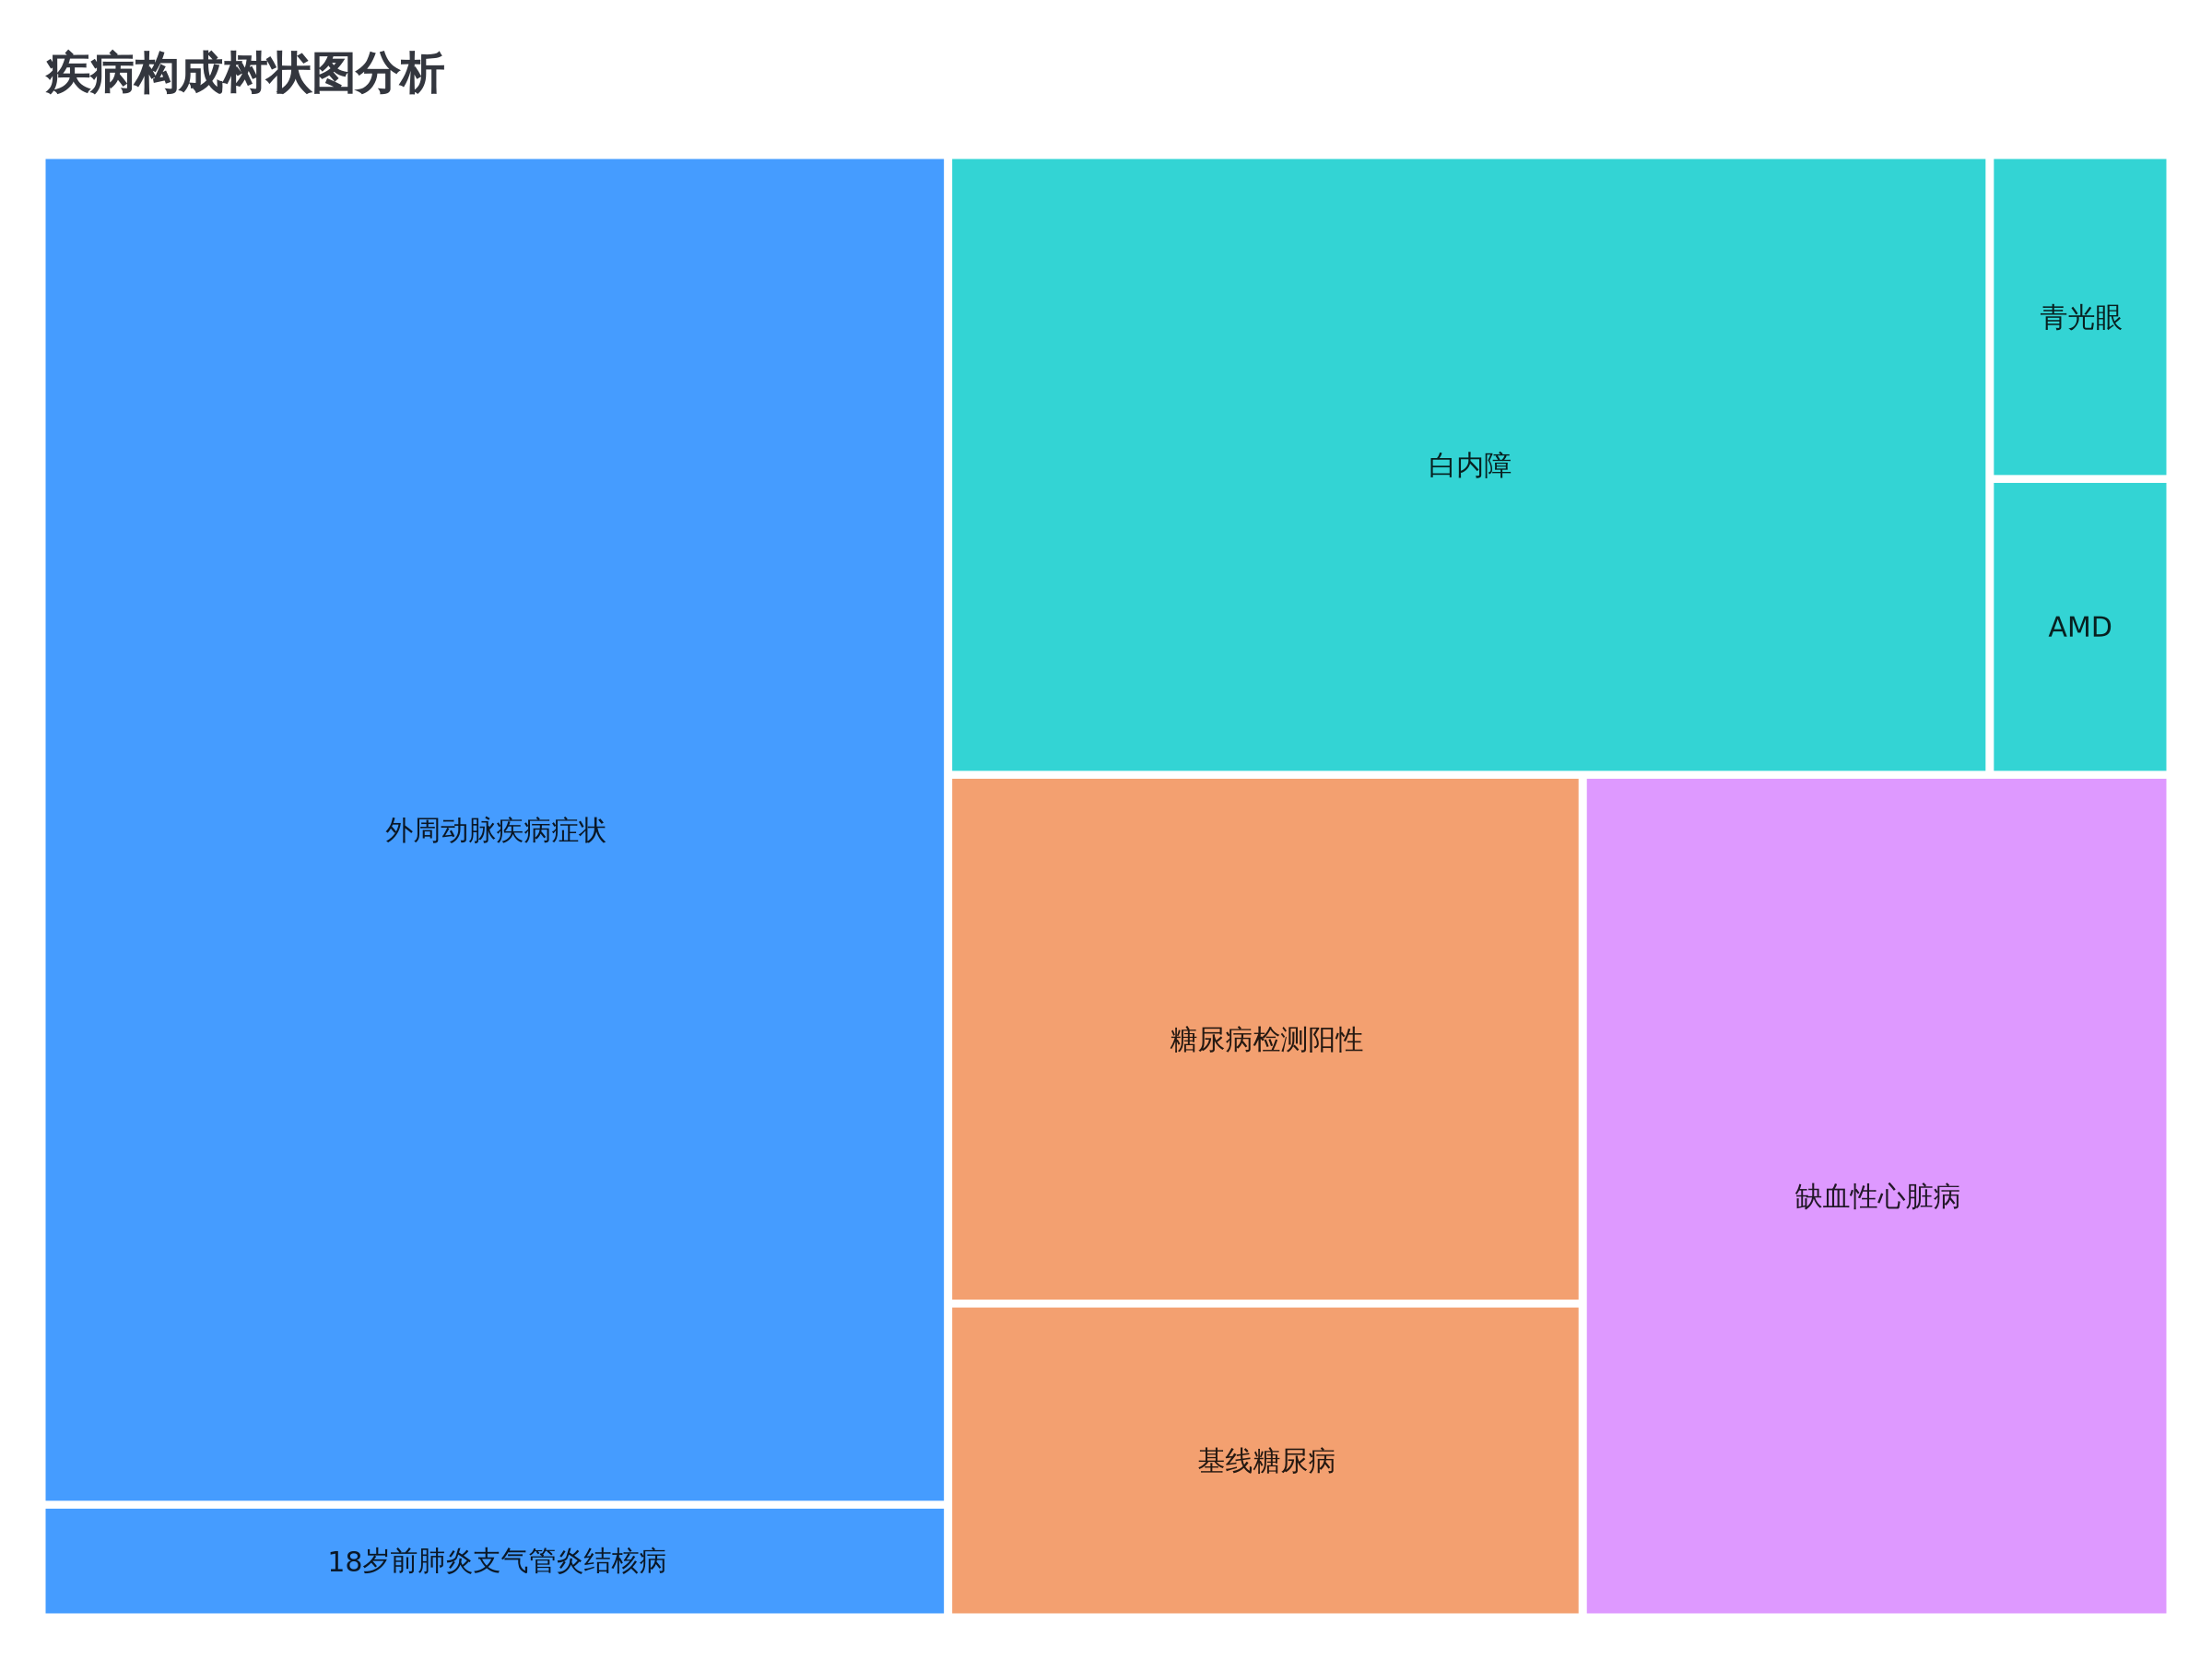 疾病构成树状图分析
外周动脉疾病症状
18岁前肺炎支气管炎结核病
白内障
青光眼
AMD
糖尿病检测阳性
基线糖尿病
缺血性心脏病